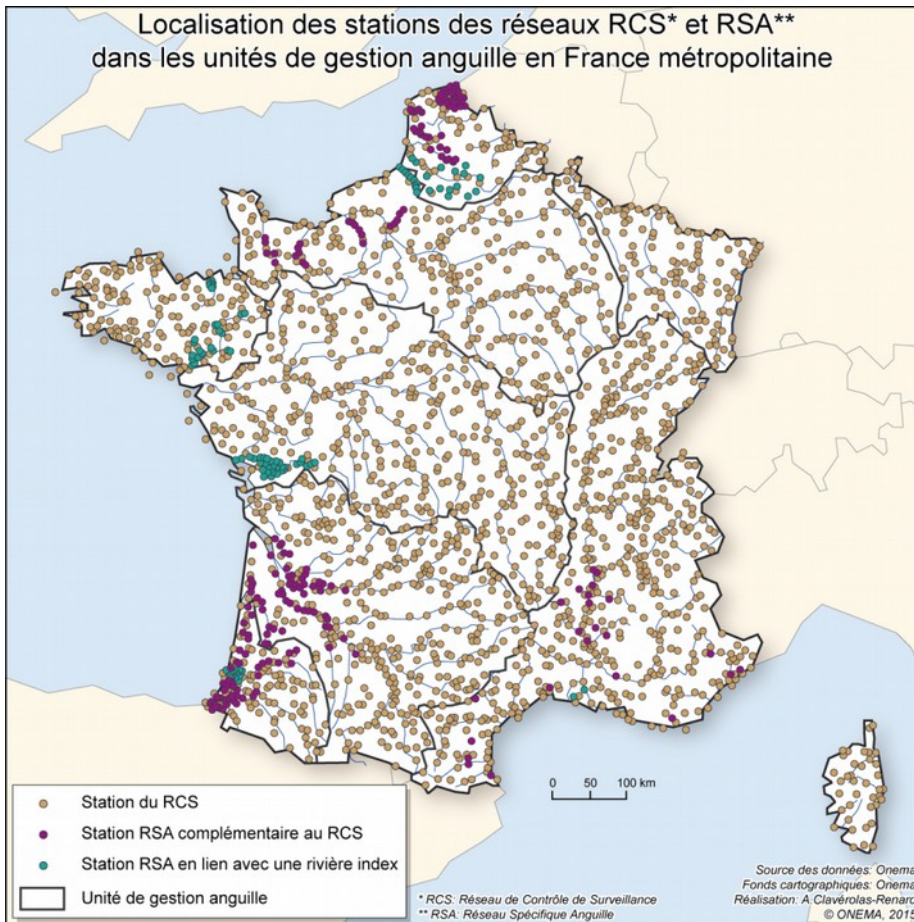 Localisation des stations des réseaux RCS* et RSA**
dans les unités de gestion anguille en France métropolitaine
0 50 100 km
Station du RCS
Station RSA complémentaire au RCS
Station RSA en lien avec une rivière index
Unité de gestion anguille
* RCS: Réseau de Contrôle de Surveillance
** RSA: Réseau Spécifique Anguille
Source des données: Onema
Fonds cartographiques: Onema
Réalisation: A.Clavérolas-Renard
© ONEMA,